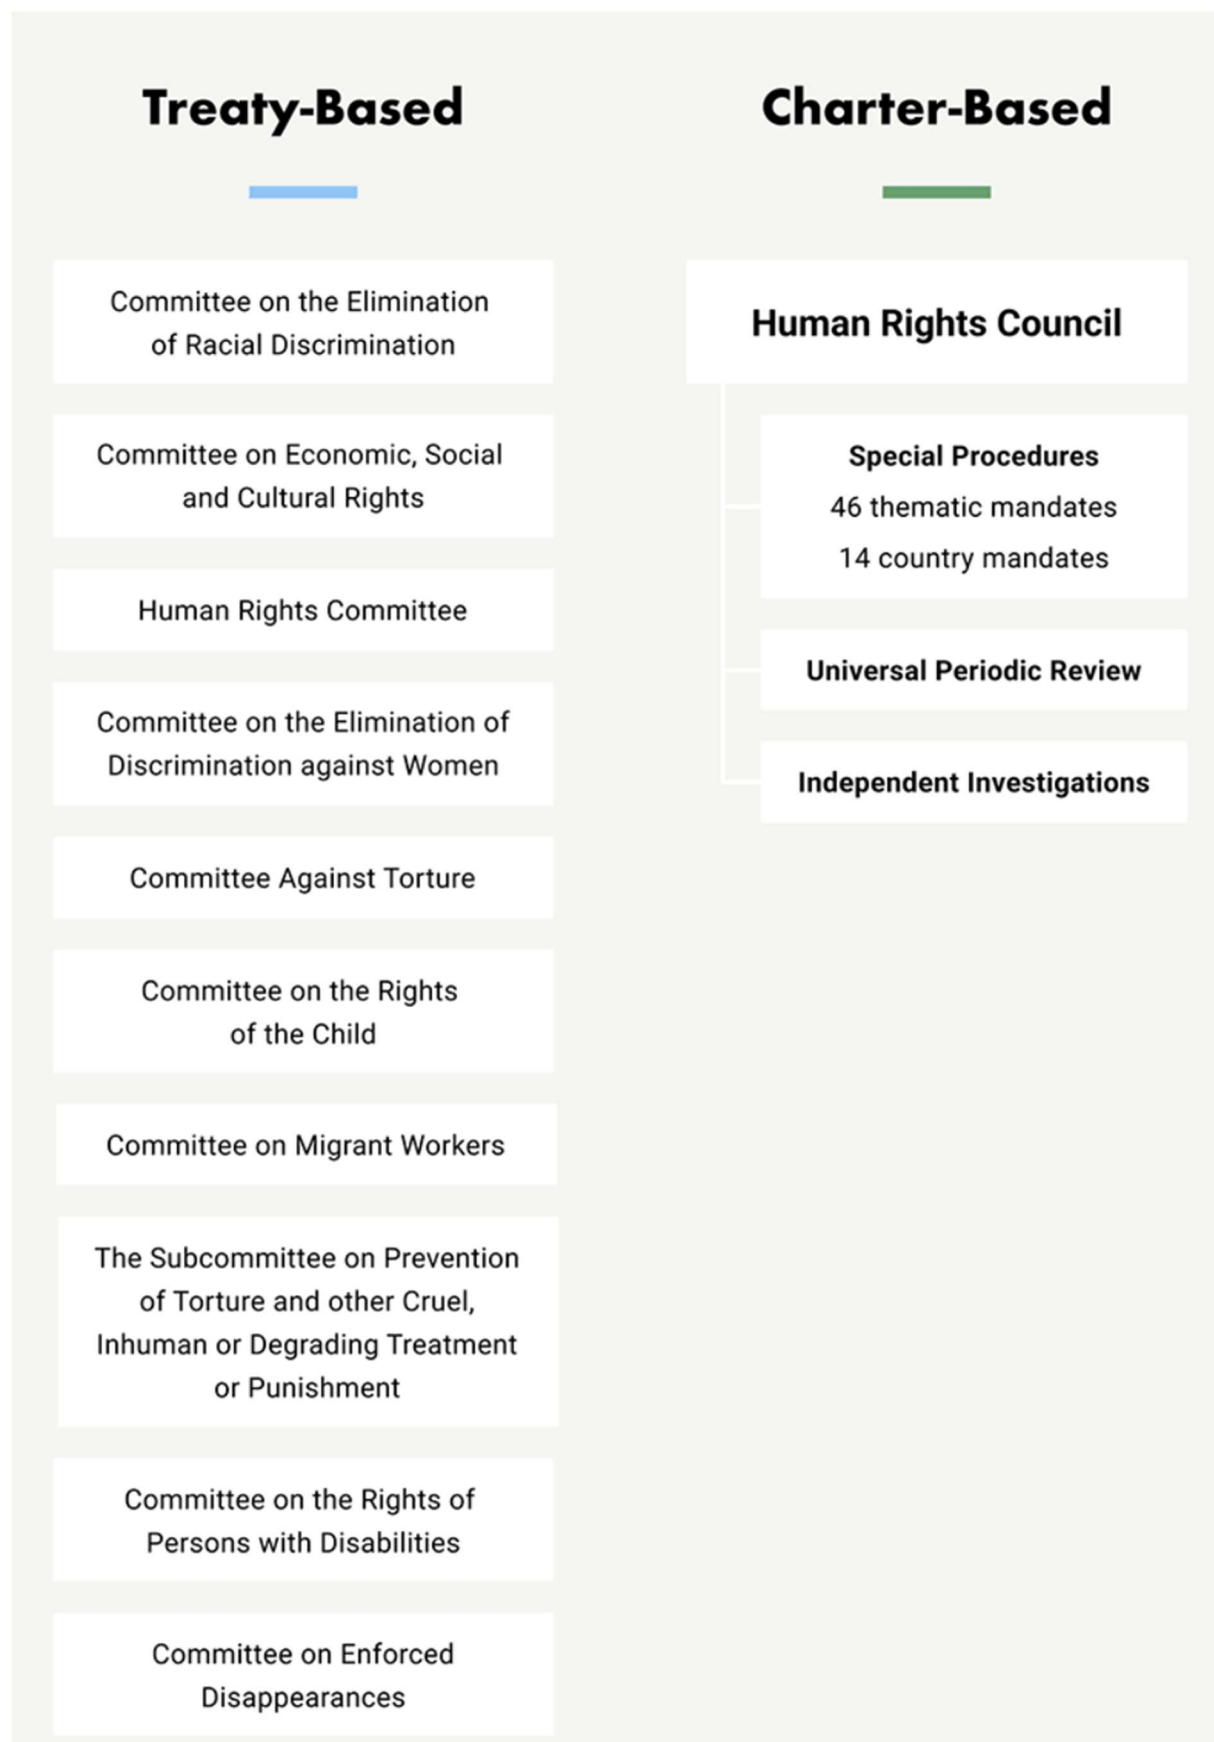 Treaty-Based
Committee on the Elimination
of Racial Discrimination
Committee on Economic, Social
and Cultural Rights
Human Rights Committee
Committee on the Elimination of
Discrimination against Women
Committee Against Torture
Committee on the Rights
of the Child
Committee on Migrant Workers
The Subcommittee on Prevention
of Torture and other Cruel,
Inhuman or Degrading Treatment
or Punishment
Committee on the Rights of
Persons with Disabilities
Committee on Enforced
Disappearances
Charter-Based
Human Rights Council
Special Procedures
46 thematic mandates
14 country mandates
Universal Periodic Review
Independent Investigations